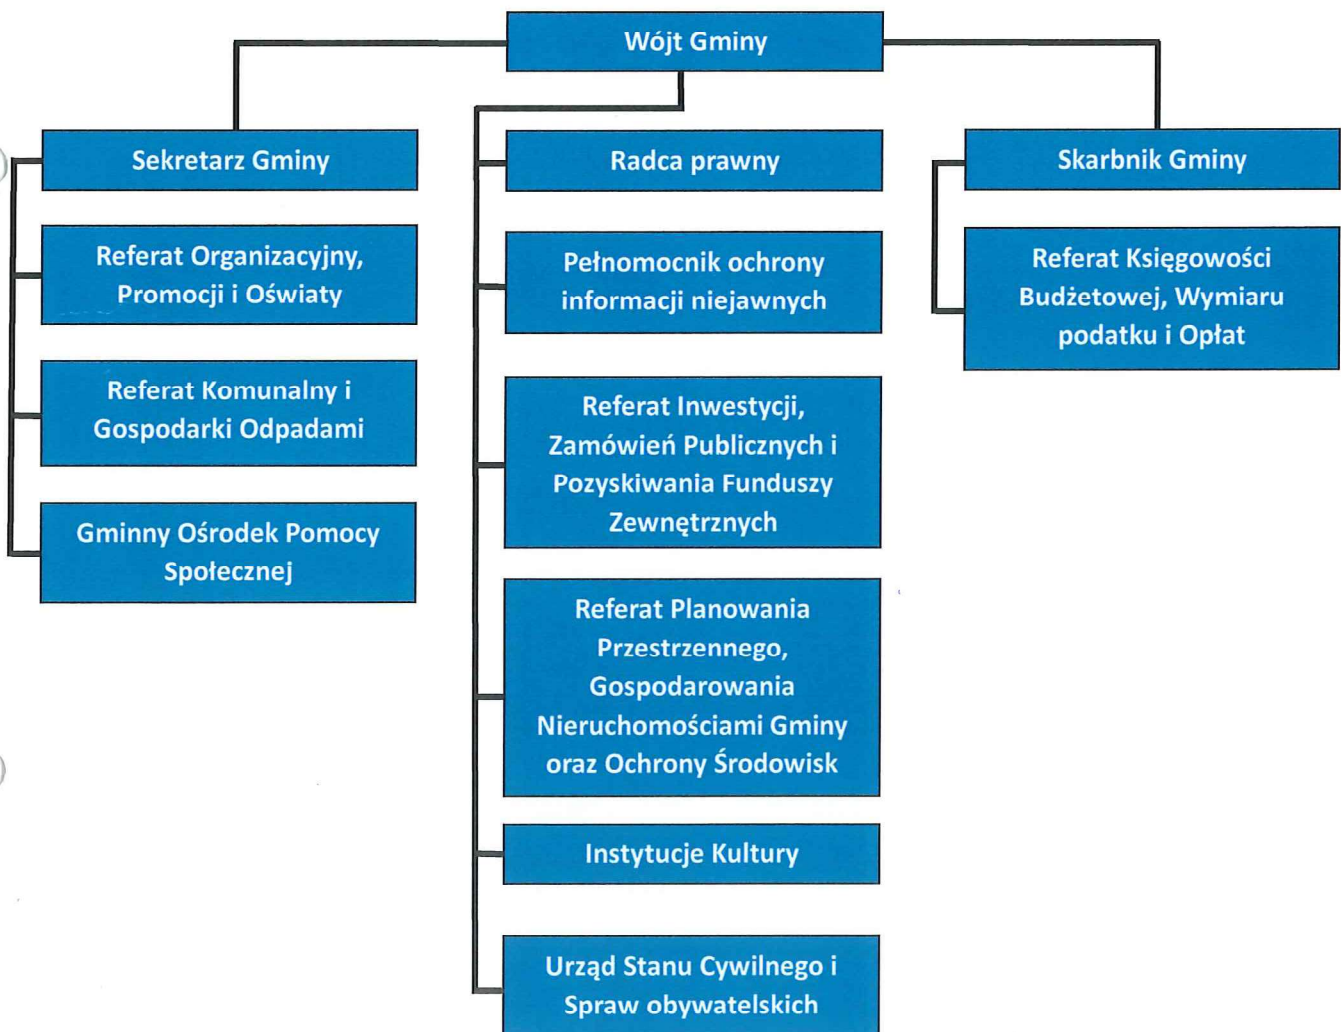 Wójt Gminy
Sekretarz Gminy
Referat Organizacyjny,
Promocji i Oświaty
Referat Komunalny i
Gospodarki Odpadami
Gminny Ośrodek Pomocy
Społecznej
Radca prawny
Pełnomocnik ochrony
informacji niejawnych
Referat Inwestycji,
Zamówień Publicznych i
Pozyskiwania Funduszy
Zewnętrznych
Referat Planowania
Przestrzennego,
Gospodarowania
Nieruchomościami Gminy
oraz Ochrony Środowisk
Instytucje Kultury
Urząd Stanu Cywilnego i
Spraw obywatelskich
Skarbnik Gminy
Referat Księgowości
Budżetowej, Wymiaru
podatku i Opłat